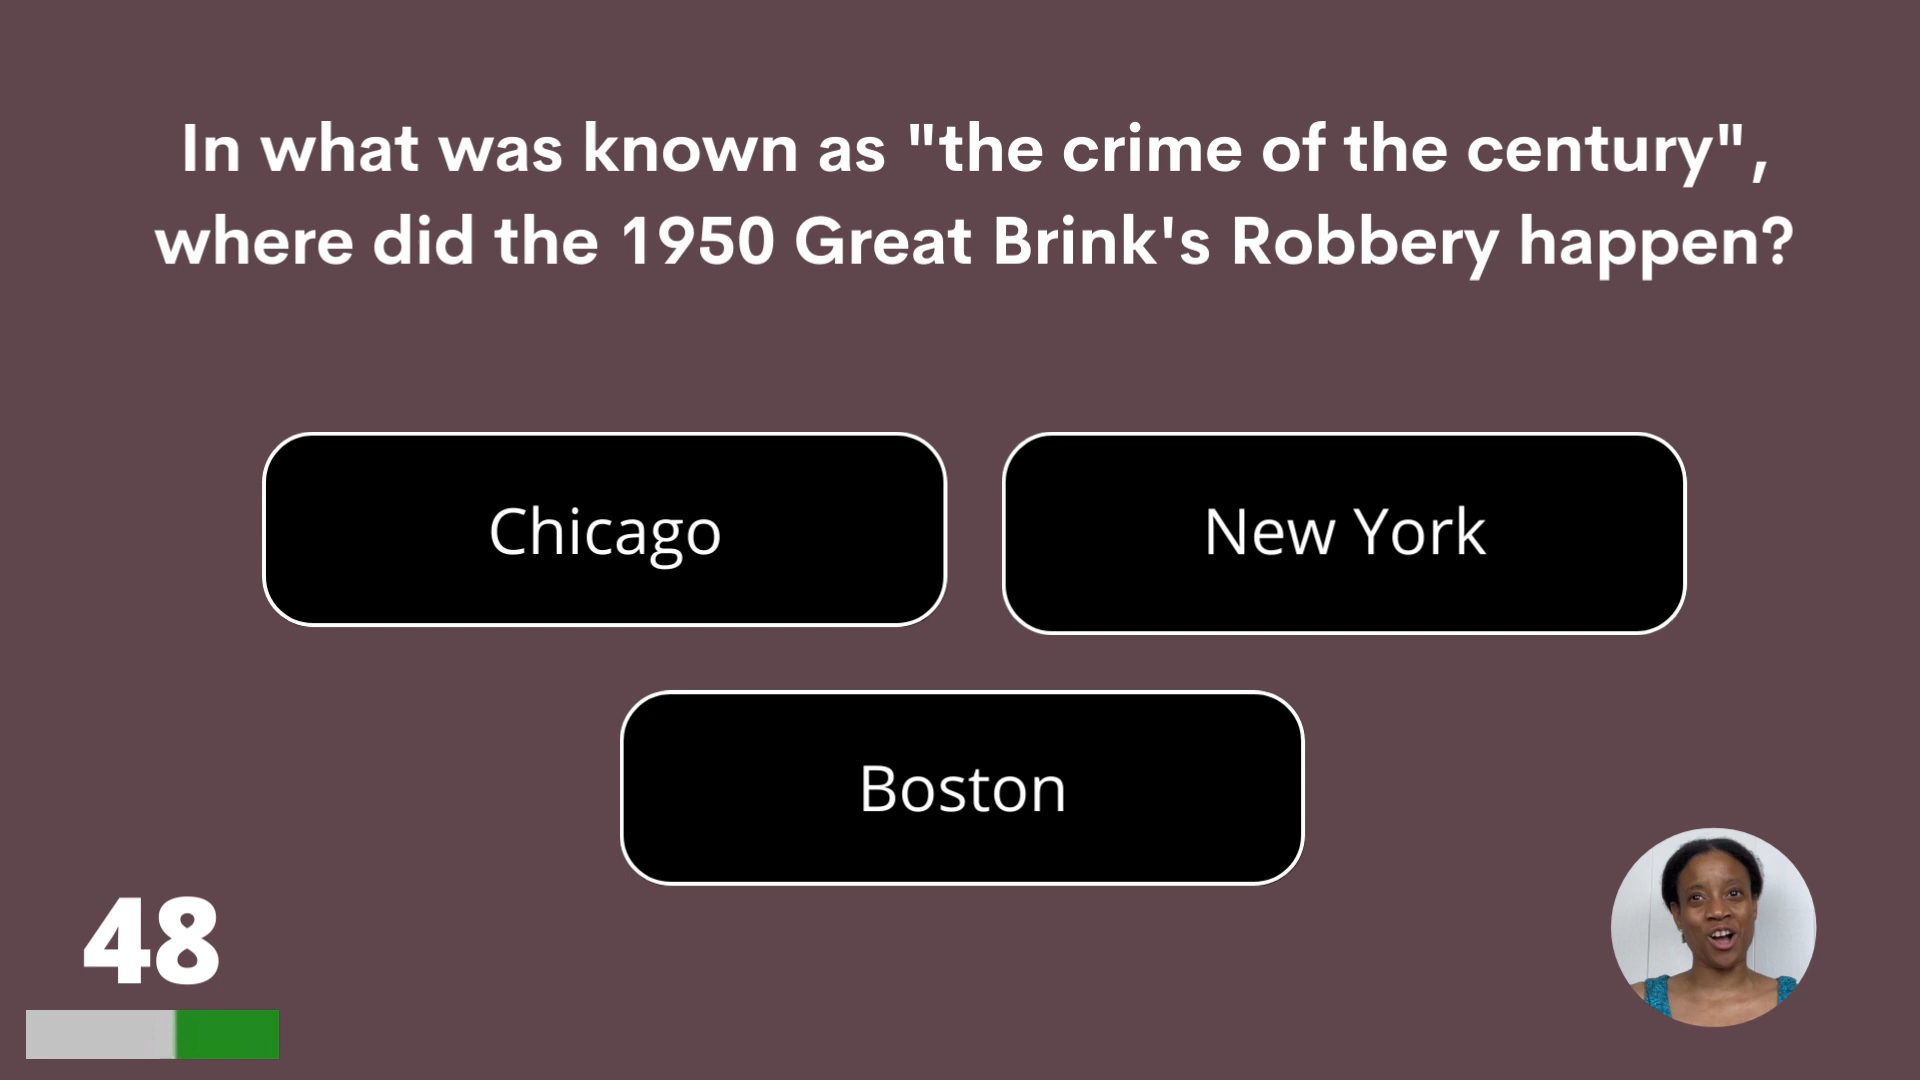 In what was known as "the crime of the century",
where did the 1950 Great Brink's Robbery happen?
Chicago
New York
Boston
48